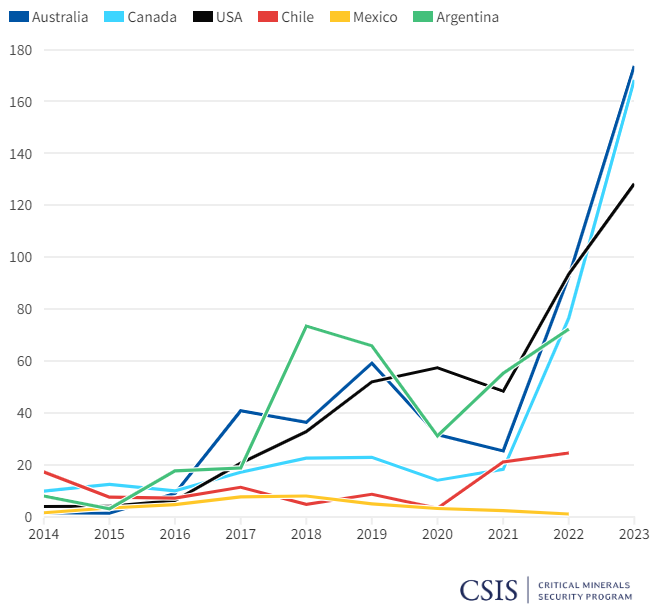 Australia Canada USA Chile Mexico Argentina
180
160
140
120
100
80
60
40
20
0
2014 2015 2016 2017 2018 2019 2020 2021 2022 2023
CSIS CRITICAL MINERALS
SECURITY PROGRAM